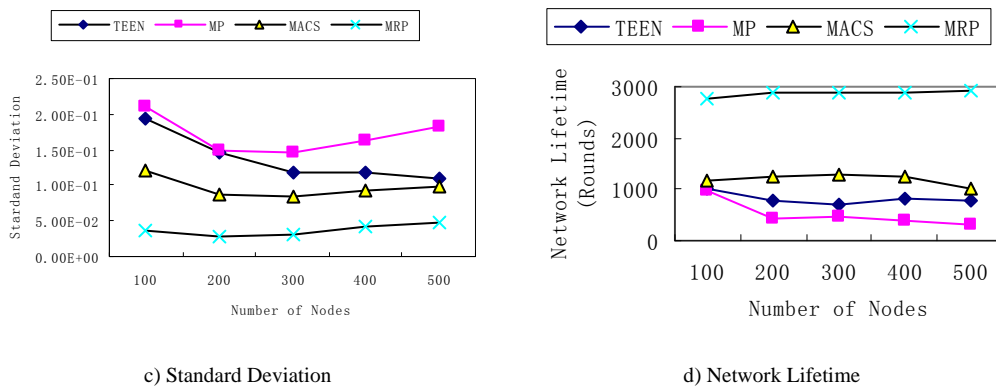 TEEN MP MACS MRP
2.50E-01
2.00E-01
1.50E-01
1.00E-01
5.00E-02
0.00E+00
Stardard Deviation
100 200 300 400 500
Number of Nodes
c) Standard Deviation
TEEN MP MACS MRP
3000
2000
1000
0
Network Lifetime
(Rounds)
100 200 300 400 500
Number of Nodes
d) Network Lifetime